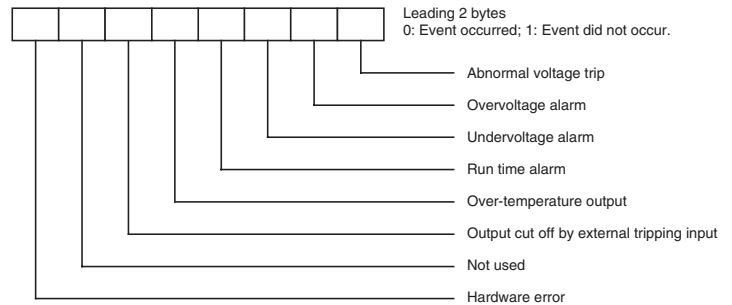 Leading 2 bytes
0: Event occurred; 1: Event did not occur.
Abnormal voltage trip
Overvoltage alarm
Undervoltage alarm
Run time alarm
Over-temperature output
Output cut off by external tripping input
Not used
Hardware error